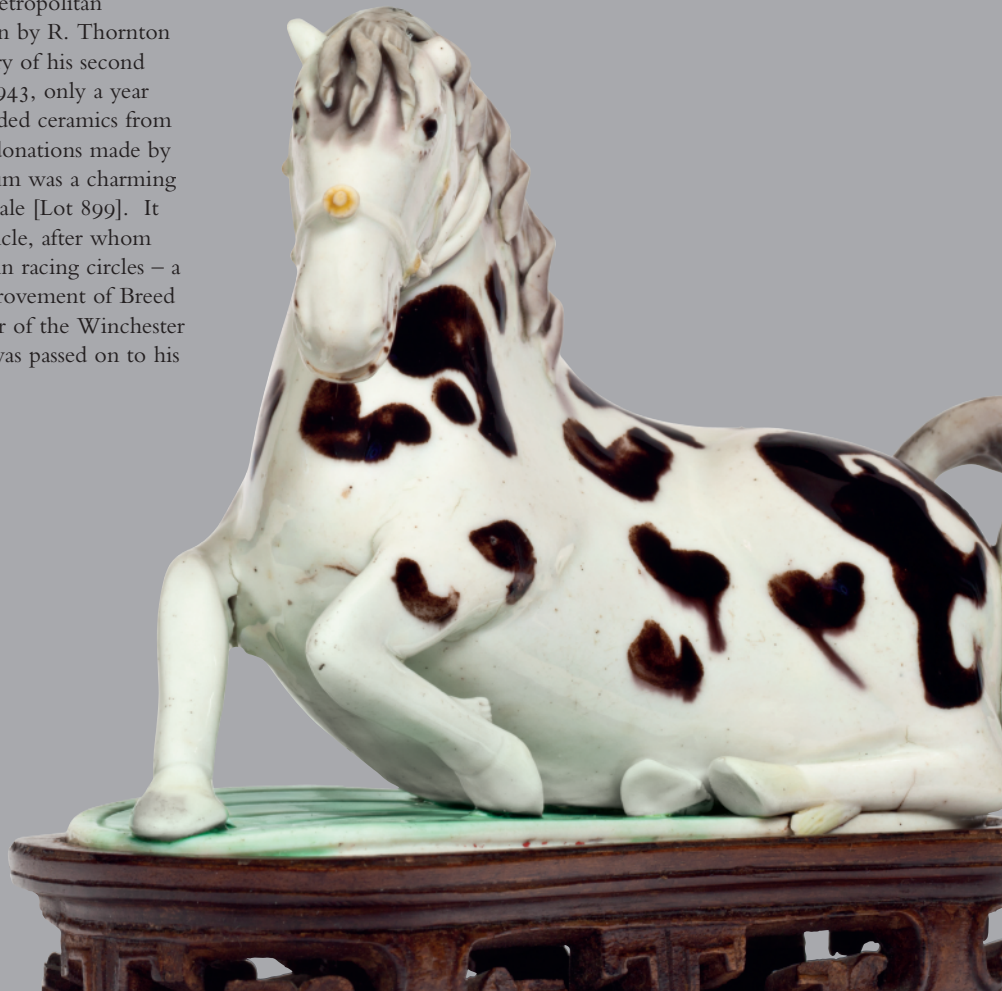 etropolitan
n by R. Thornton
ry of his second
943, only a year
ded ceramics from
donations made by
um was a charming
ale [Lot 899].  It
cle, after whom
n racing circles – a
rovement of Breed
r of the Winchester
was passed on to his